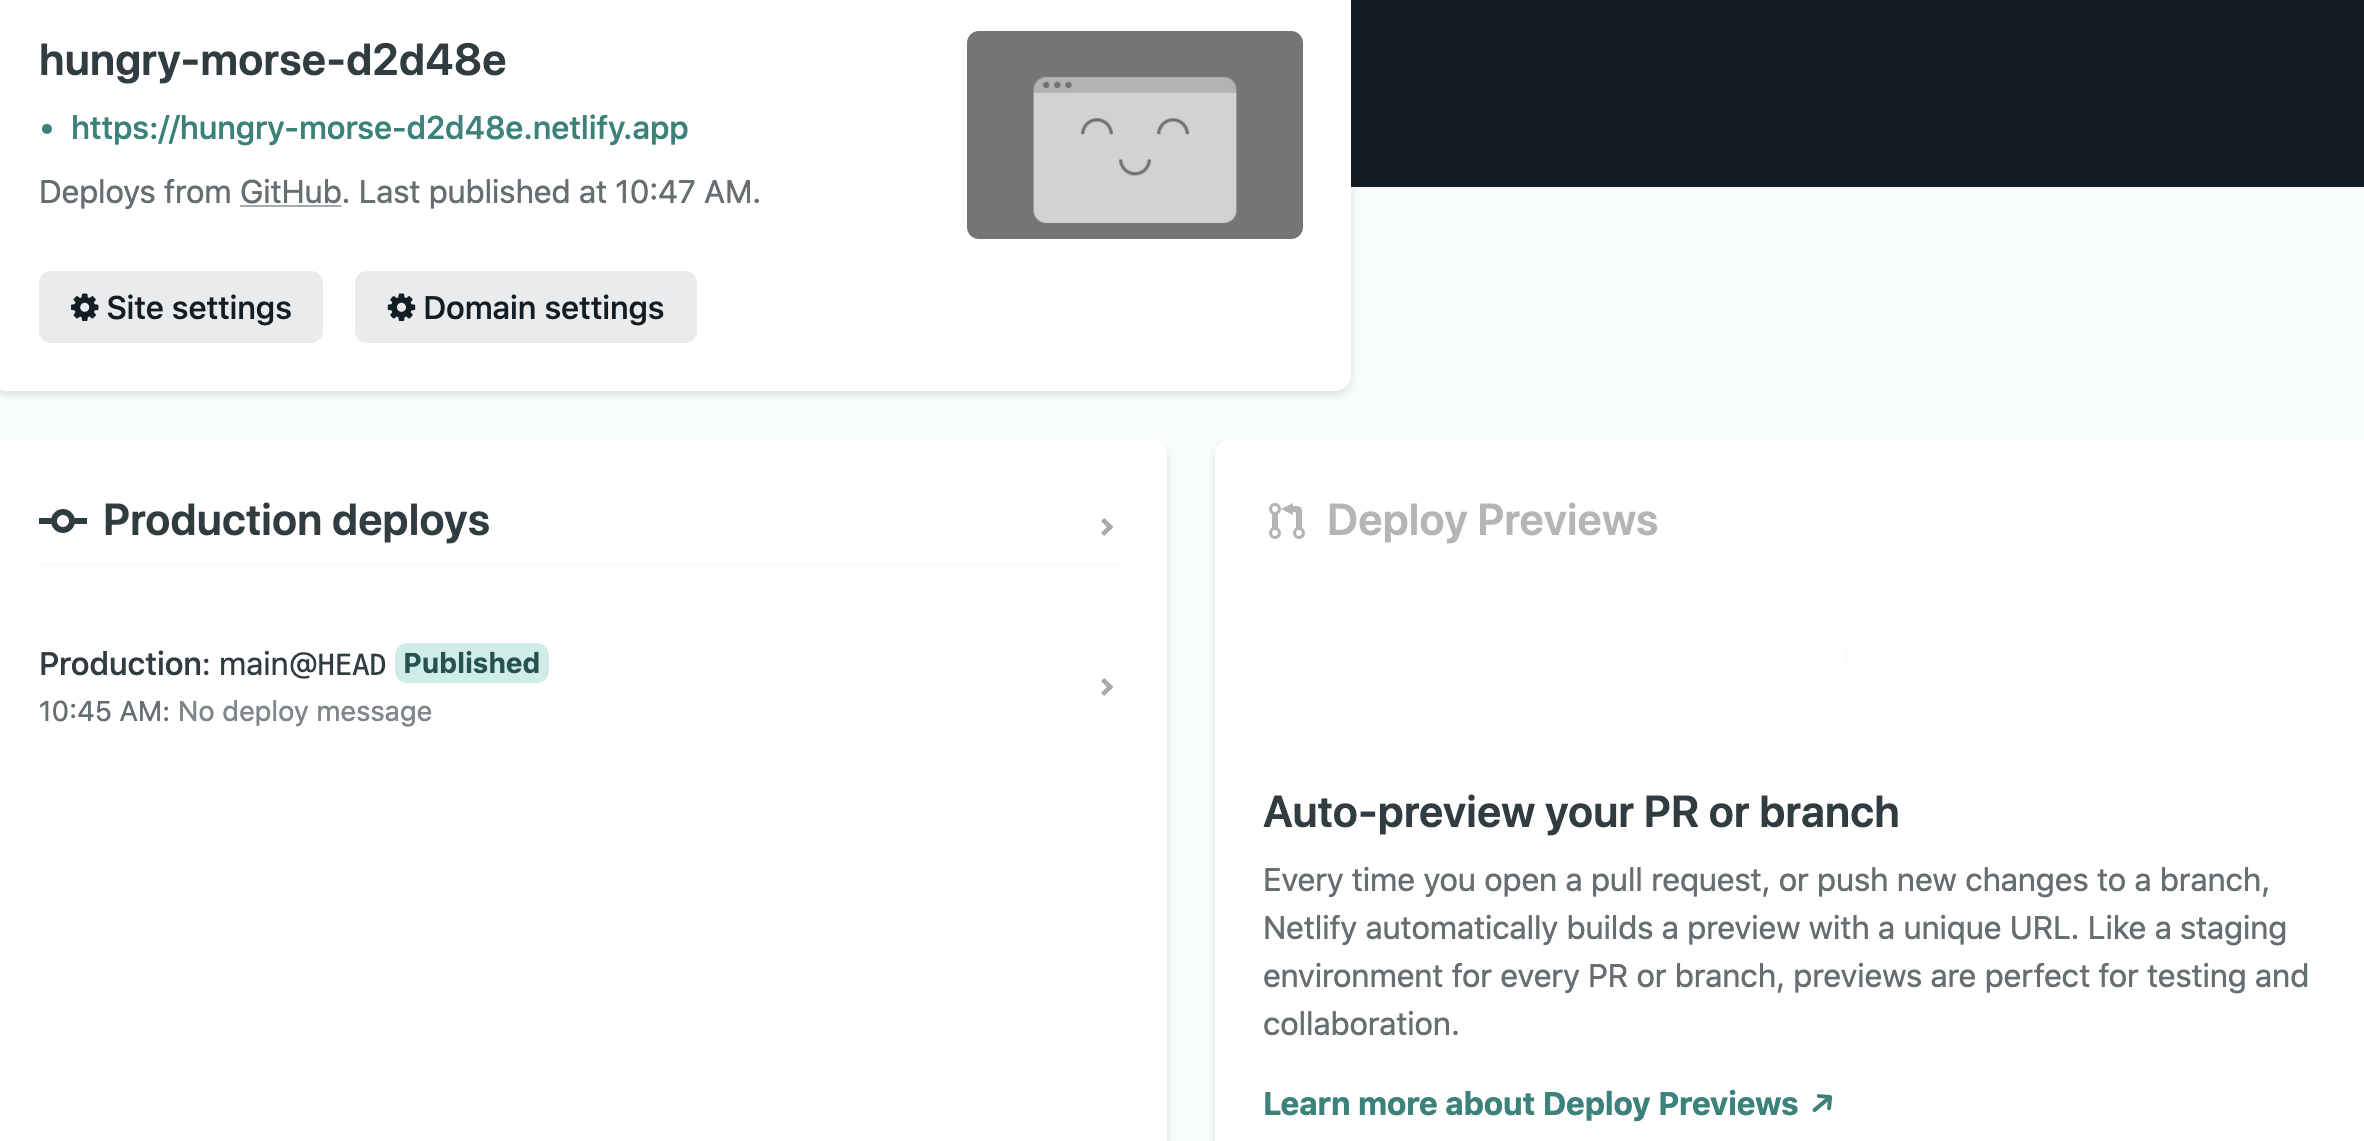 hungry-morse-d2d48e
https://hungry-morse-d2d48e.netlify.app
Deploys from GitHub. Last published at 10:47 AM.
Site settings
Domain settings
Production deploys
Production: main@HEAD Published
10:45 AM: No deploy message
Deploy Previews
Auto-preview your PR or branch
Every time you open a pull request, or push new changes to a branch,
Netlify automatically builds a preview with a unique URL. Like a staging
environment for every PR or branch, previews are perfect for testing and
collaboration.
Learn more about Deploy Previews